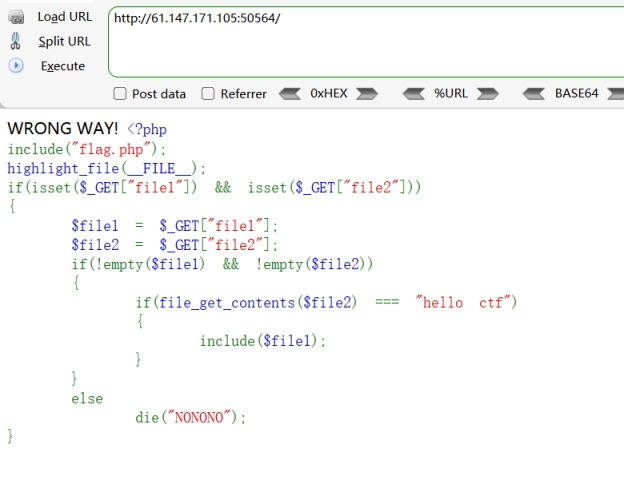 Load URL
http://61.147.171.105:50564/
Split URL
Execute
Post data Referrer 0xHEX %URL BASE64
WRONG WAY! <?php
include("flag.php");
highlight_file(__FILE__);
if(isset($_GET["file1"]) && isset($_GET["file2"]))
{
$file1 = $_GET["file1"];
$file2 = $_GET["file2"];
if(!empty($file1) && !empty($file2))
{
if(file_get_contents($file2) === "hello ctf")
{
include($file1);
}
}
else
die("NONONO");
}